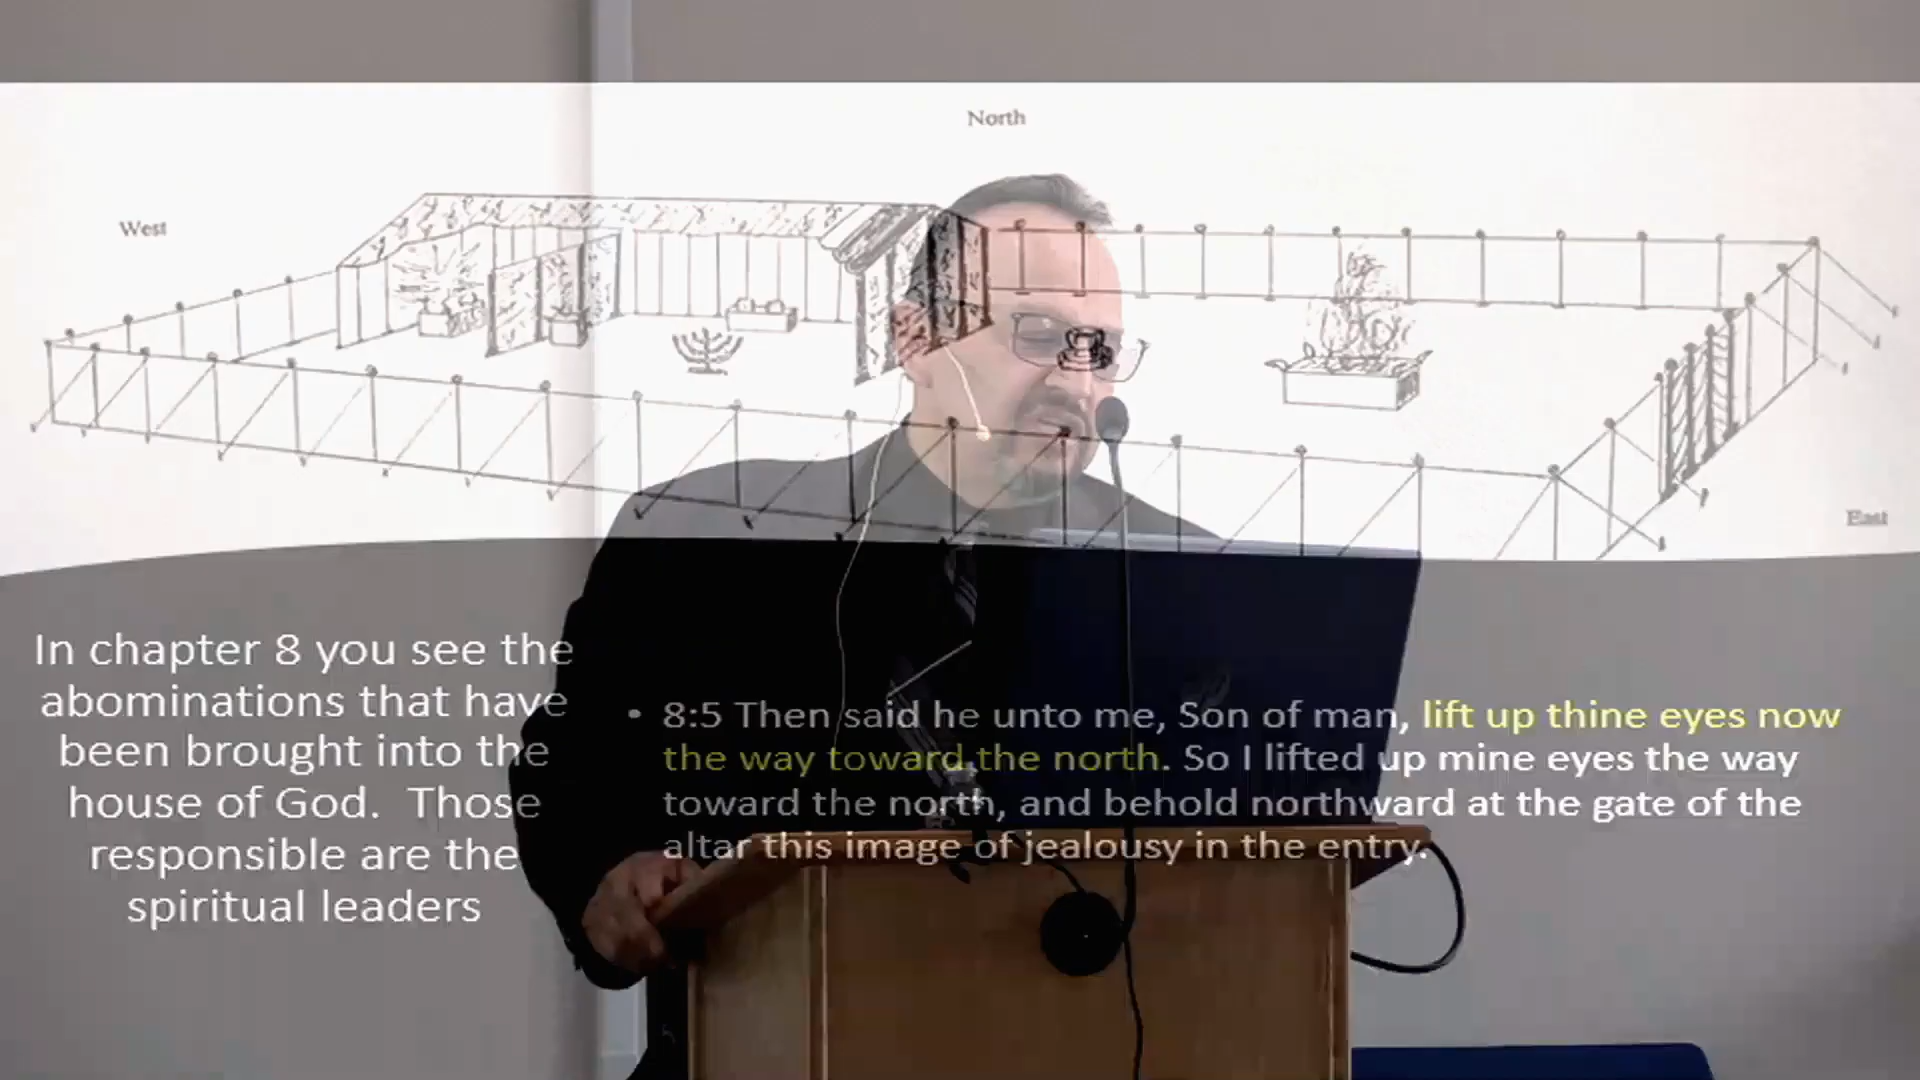 North
West
East
In chapter 8 you see the
abominations that have
been brought into the
house of God.  Those
responsible are the
spiritual leaders
• 8:5 Then said he unto me, Son of man, lift up thine eyes now
the way toward the north. So I lifted up mine eyes the way
toward the north, and behold northward at the gate of the
altar this image of jealousy in the entry.